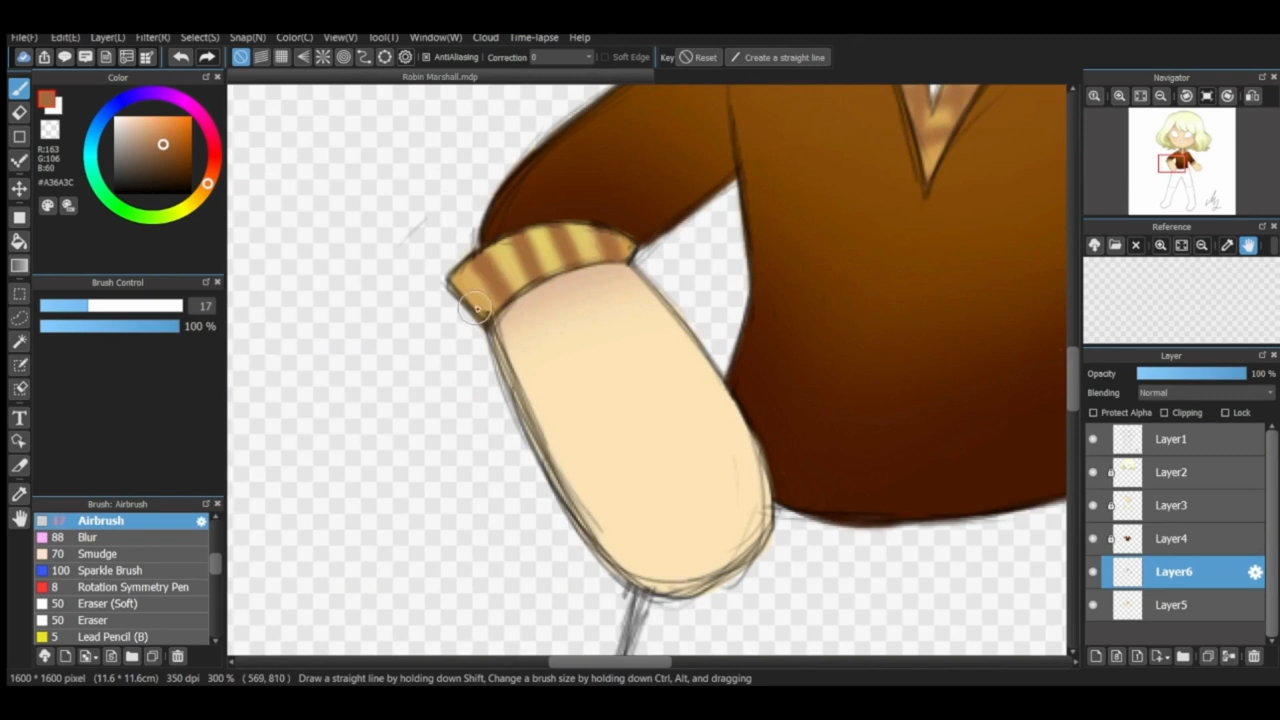 File(F) Edit(E) Layer(L) Filter(R) Select(S) Snap(N) Color(C) View(V) Tool(T) Window(W) Cloud Time-lapse Help
AntiAliasing Correction 0 Soft Edge Key Reset Create a straight line
Color
Robin Marshall.mdp
Navigator
R:163
G:106
B:60
#A36A3C
Reference
Brush Control
17
100 %
Layer
Opacity 100 %
Blending Normal
Protect Alpha Clipping Lock
Layer1
Layer2
Layer3
Layer4
Layer6
Layer5
Brush: Airbrush
17 Airbrush
88 Blur
70 Smudge
100 Sparkle Brush
8 Rotation Symmetry Pen
50 Eraser (Soft)
50 Eraser
5 Lead Pencil (B)
1600 * 1600 pixel (11.6 * 11.6cm) 350 dpi 300 % ( 569, 810 ) Draw a straight line by holding down Shift, Change a brush size by holding down Ctrl, Alt, and dragging